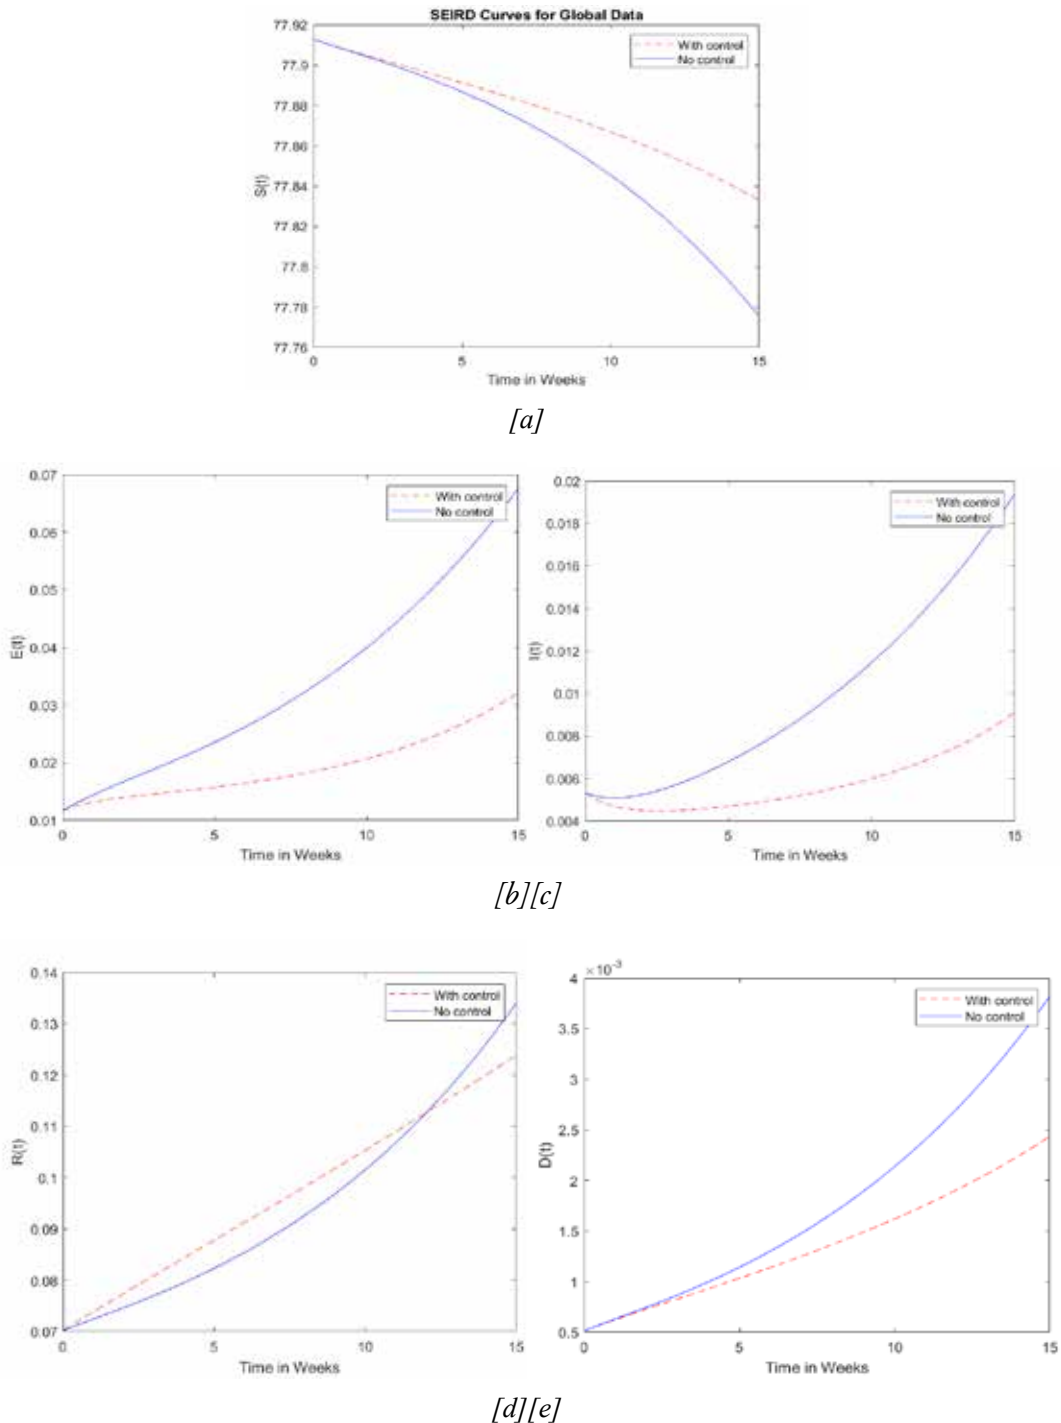 SEIRD Curves for Global Data
77.92
77.9
77.88
77.86
77.84
77.82
77.8
77.78
77.76
S(t)
With control
No control
0 5 10 15
Time in Weeks
[a]
0.07
0.06
0.05
0.04
0.03
0.02
0.01
E(t)
With control
No control
0 5 10 15
Time in Weeks
0.02
0.018
0.016
0.014
0.012
0.01
0.008
0.006
0.004
I(t)
With control
No control
0 5 10 15
Time in Weeks
[b][c]
0.14
0.13
0.12
0.11
0.1
0.09
0.08
0.07
R(t)
With control
No control
0 5 10 15
Time in Weeks
×10-3
4
3.5
3
2.5
2
1.5
1
0.5
D(t)
With control
No control
0 5 10 15
Time in Weeks
[d][e]